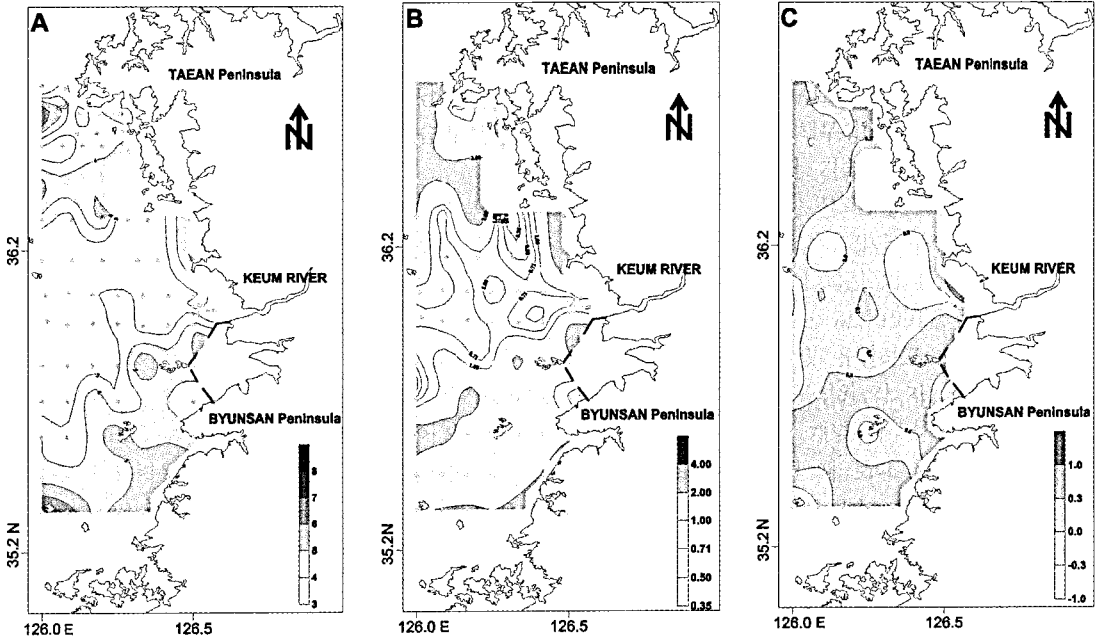 A
TAEAN Peninsula
N
36.2
KEUM RIVER
BYUNSAN Peninsula
8
7
6
5
4
3
35.2 N
126.0 E
126.5
B
TAEAN Peninsula
N
36.2
KEUM RIVER
BYUNSAN Peninsula
4.00
2.00
1.00
0.71
0.50
0.35
35.2 N
126.0 E
126.5
C
TAEAN Peninsula
N
36.2
KEUM RIVER
BYUNSAN Peninsula
1.0
0.3
0.0
-0.3
-1.0
35.2 N
126.0 E
126.5